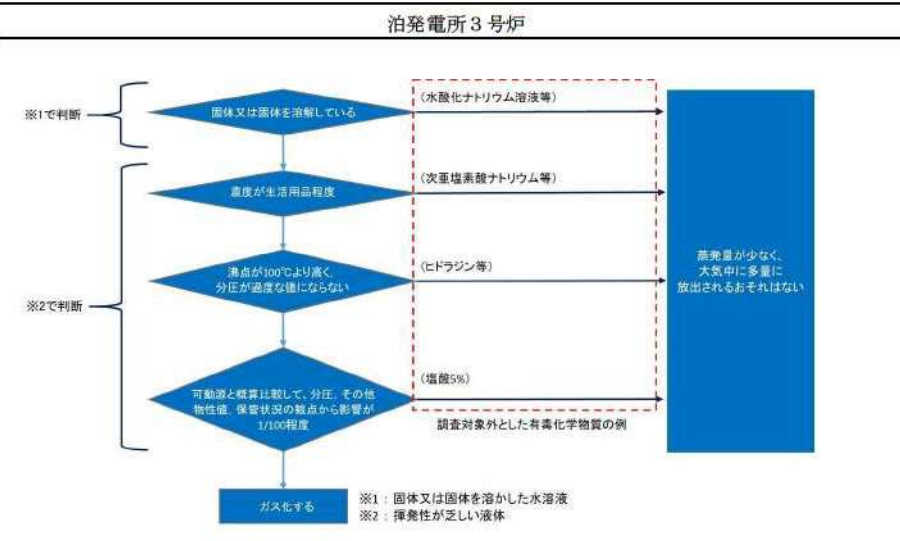 泊発電所3号炉
※1で判断
固体又は固体を溶解している
(水酸化ナトリウム溶液等)
濃度が生活用品程度
(次亜塩素酸ナトリウム等)
※2で判断
沸点が100℃より高く、
分圧が過度な値にならない
(ヒドラジン等)
蒸発量が少なく、
大気中に多量に
放出されるおそれはない
可動源と概算比較して、分圧、その他
物性値、保管状況の観点から影響が
1/100程度
(塩酸5%)
調査対象外とした有毒化学物質の例
ガス化する
※1：固体又は固体を溶かした水溶液
※2：揮発性が乏しい液体